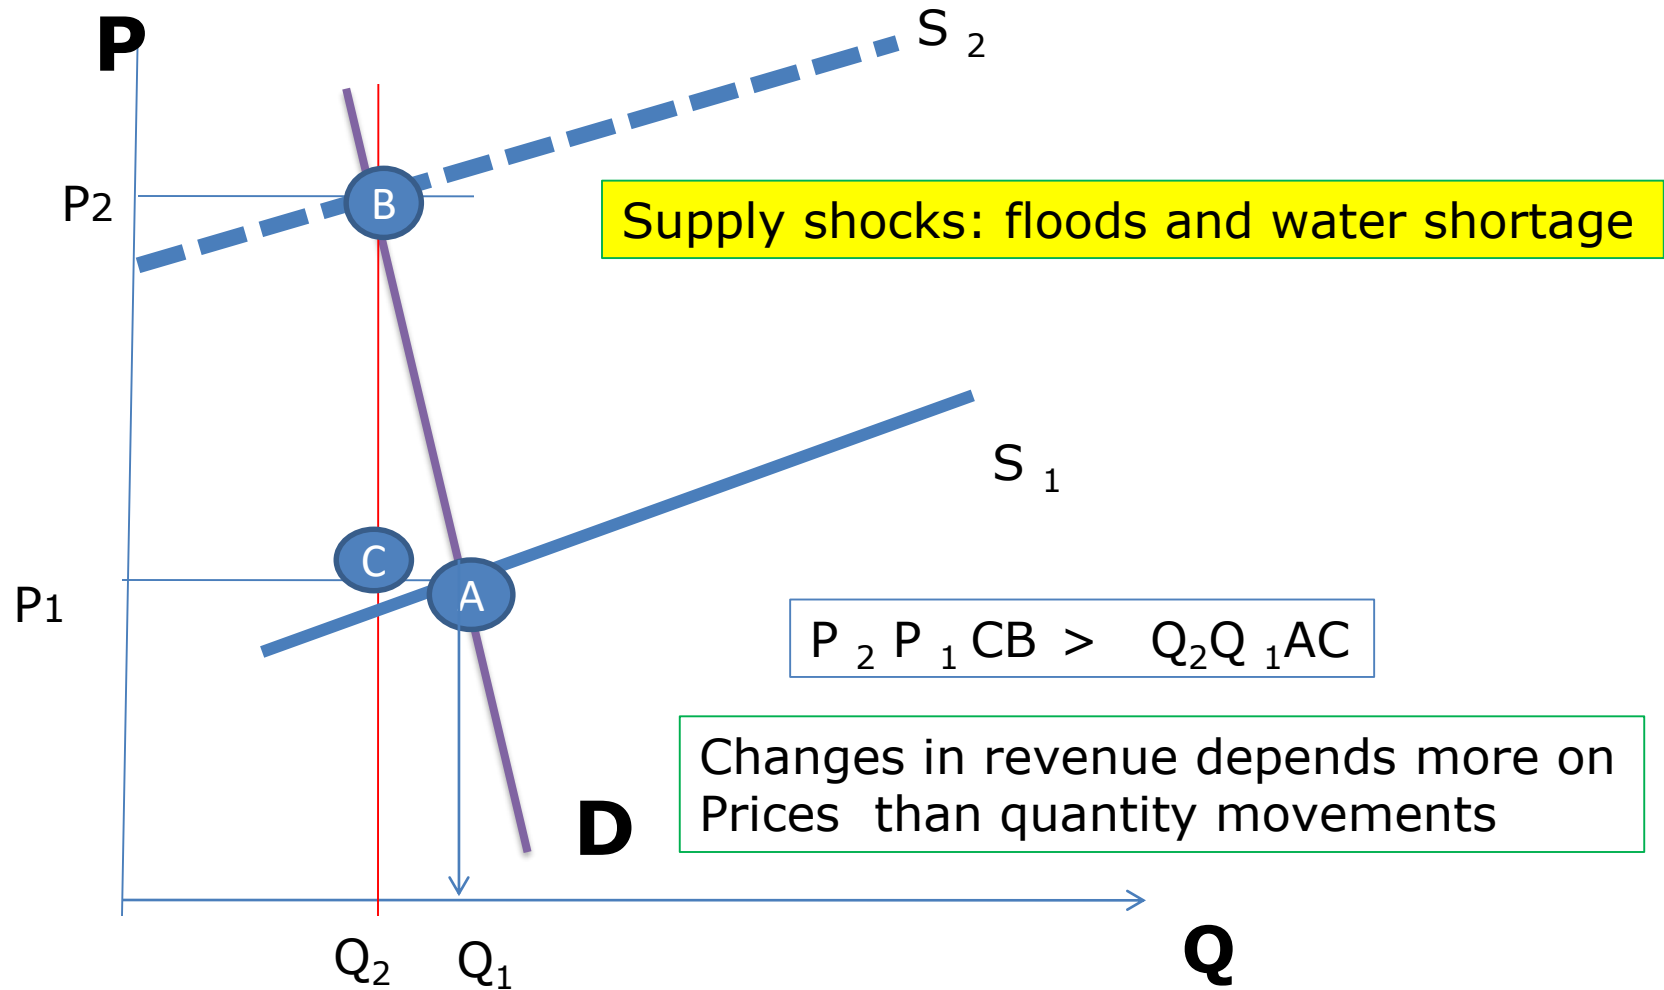 P
S 2
P2
B
Supply shocks: floods and water shortage
S 1
C
A
P1
P 2 P 1 CB > Q2Q 1AC
Changes in revenue depends more on
Prices than quantity movements
D
Q
Q2
Q1